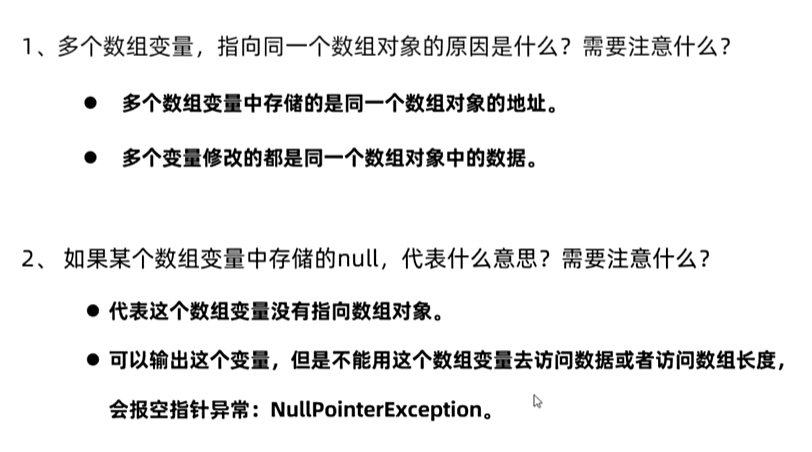 1、多个数组变量，指向同一个数组对象的原因是什么？需要注意什么？
● 多个数组变量中存储的是同一个数组对象的地址。
● 多个变量修改的都是同一个数组对象中的数据。
2、 如果某个数组变量中存储的null，代表什么意思？需要注意什么？
● 代表这个数组变量没有指向数组对象。
● 可以输出这个变量，但是不能用这个数组变量去访问数据或者访问数组长度，
会报空指针异常：NullPointerException。